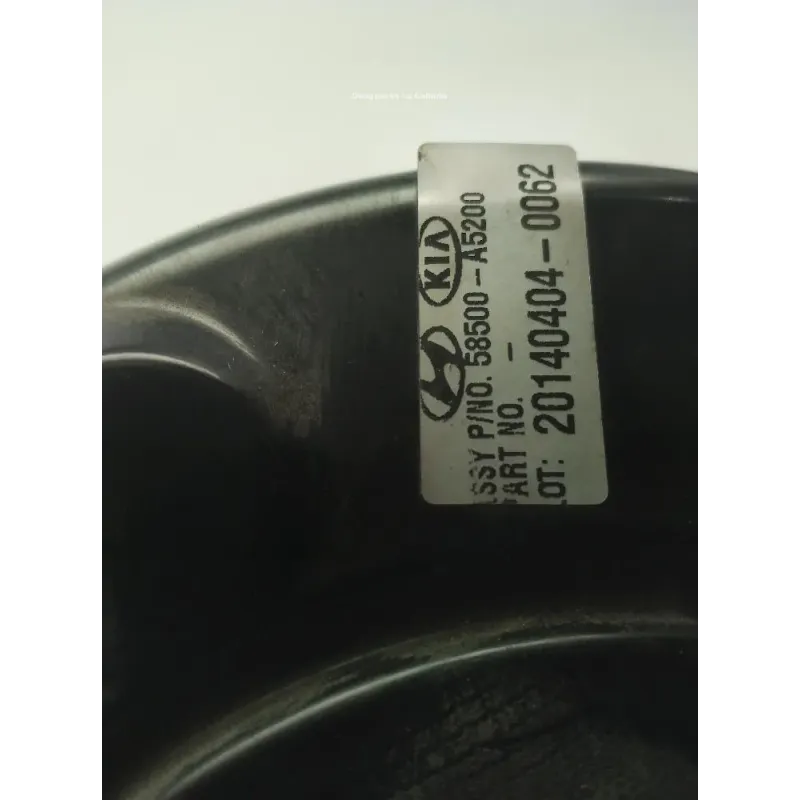 KIA
ASSY P/NO. 58500-A5200
PART NO. -
LOT: 20140404-0062